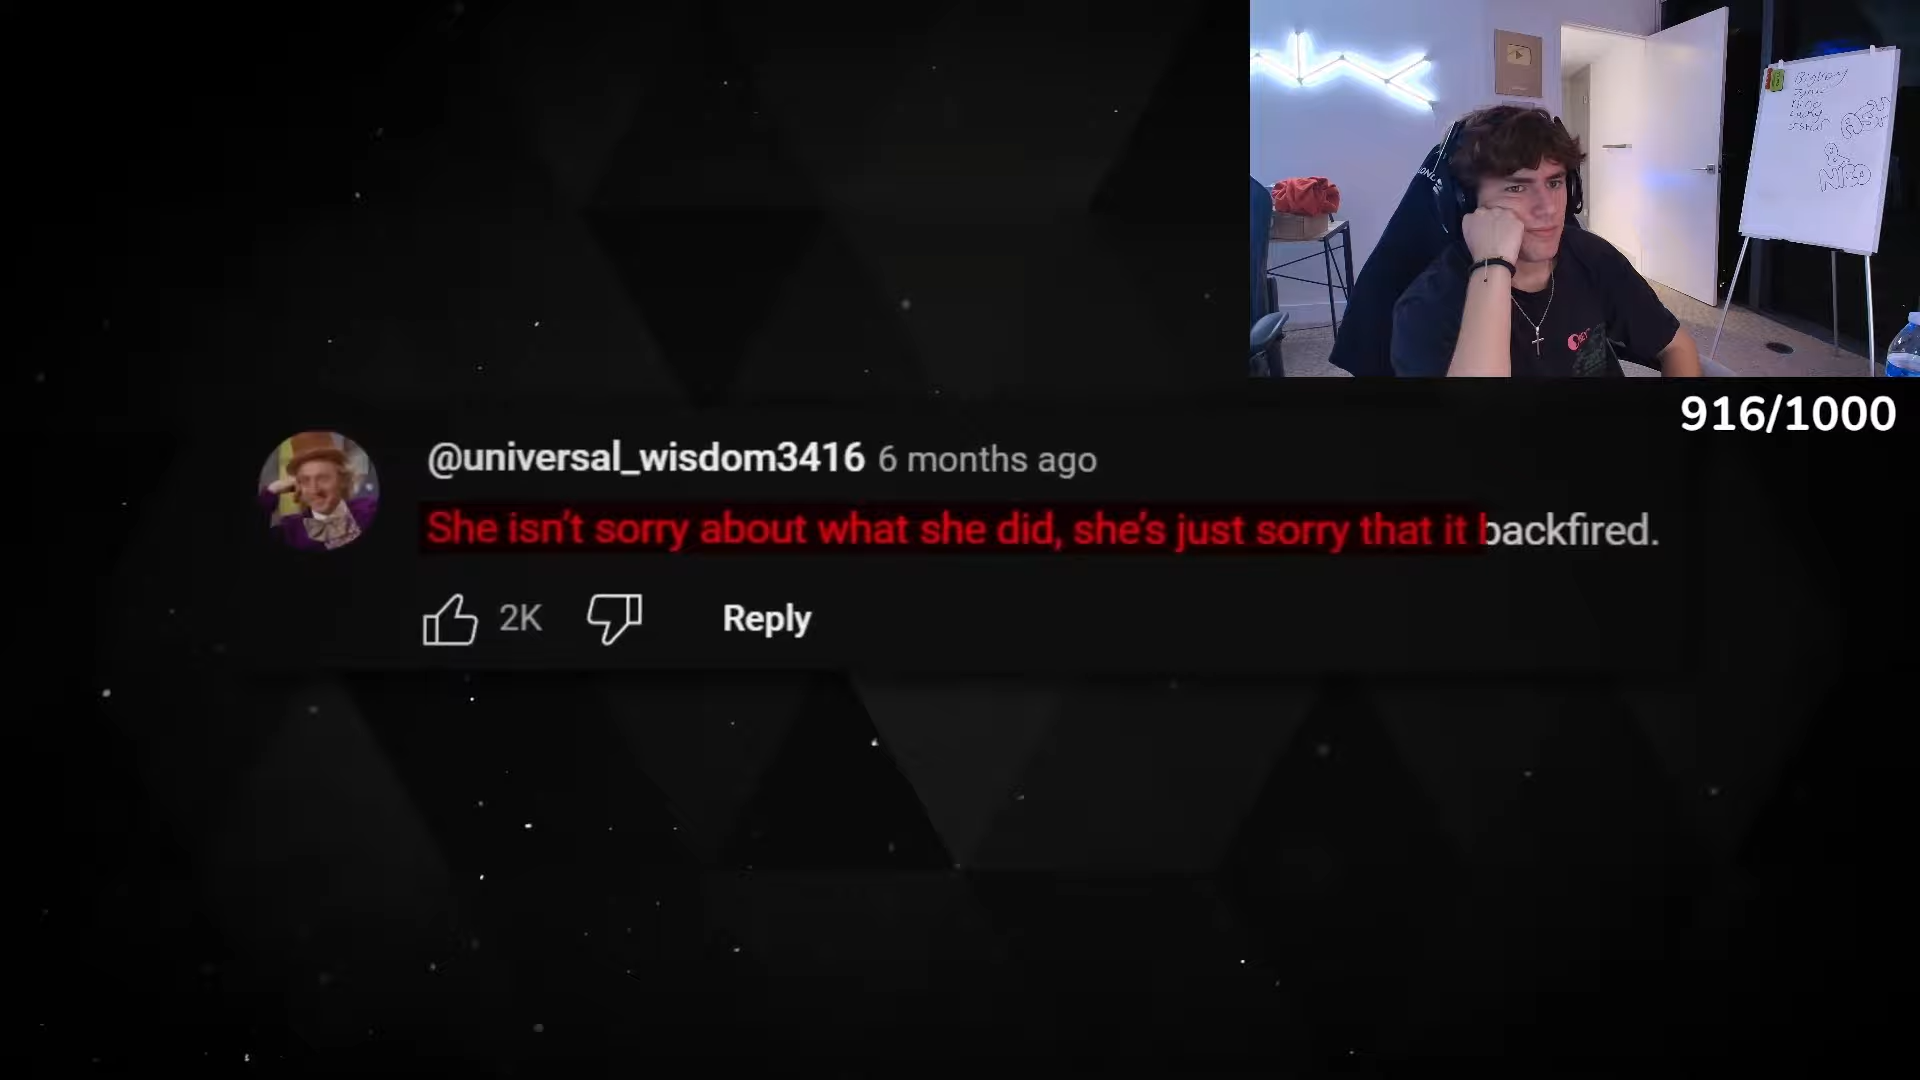 916/1000
@universal_wisdom3416 6 months ago
She isn't sorry about what she did, she's just sorry that it backfired.
2K Reply